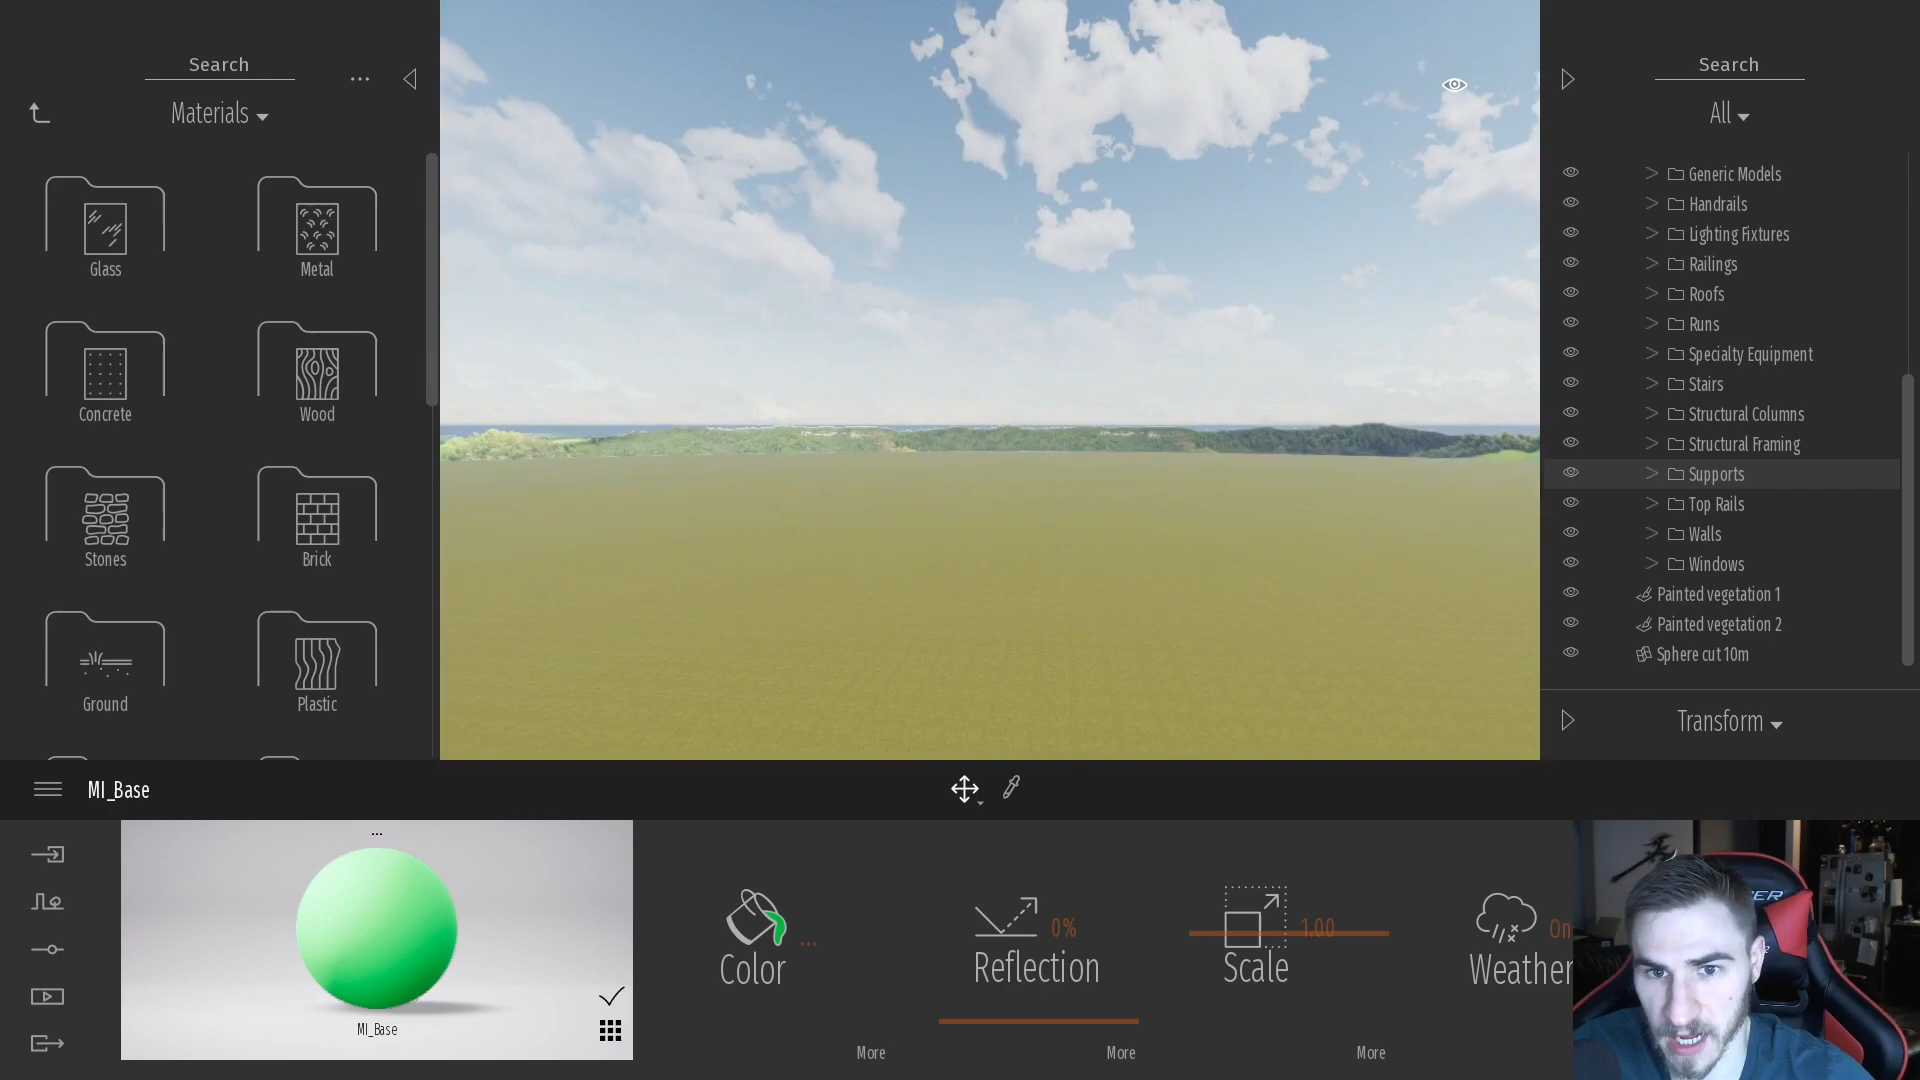 Search
...
Materials
Glass
Metal
Concrete
Wood
Stones
Brick
Ground
Plastic
Search
All
Generic Models
Handrails
Lighting Fixtures
Railings
Roofs
Runs
Specialty Equipment
Stairs
Structural Columns
Structural Framing
Supports
Top Rails
Walls
Windows
Painted vegetation 1
Painted vegetation 2
Sphere cut 10m
Transform
MI_Base
...
MI_Base
...
Color
More
0%
Reflection
More
1.00
Scale
More
On
Weather